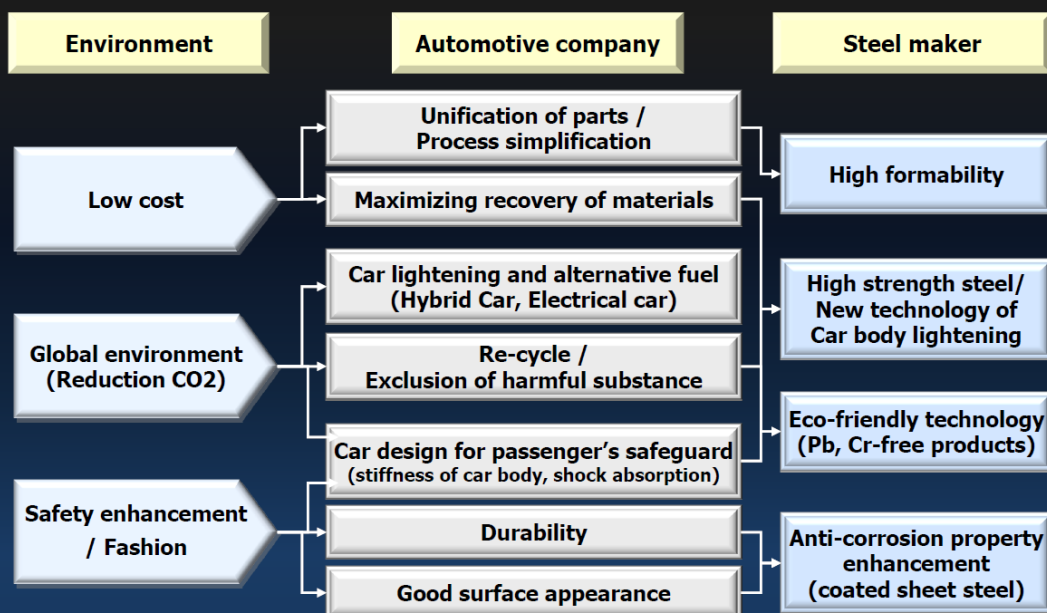 Environment
Automotive company
Steel maker
Low cost
Global environment
(Reduction CO2)
Safety enhancement
/ Fashion
Unification of parts /
Process simplification
Maximizing recovery of materials
Car lightening and alternative fuel
(Hybrid Car, Electrical car)
Re-cycle /
Exclusion of harmful substance
Car design for passenger’s safeguard
(stiffness of car body, shock absorption)
Durability
Good surface appearance
High formability
High strength steel/
New technology of
Car body lightening
Eco-friendly technology
(Pb, Cr-free products)
Anti-corrosion property
enhancement
(coated sheet steel)